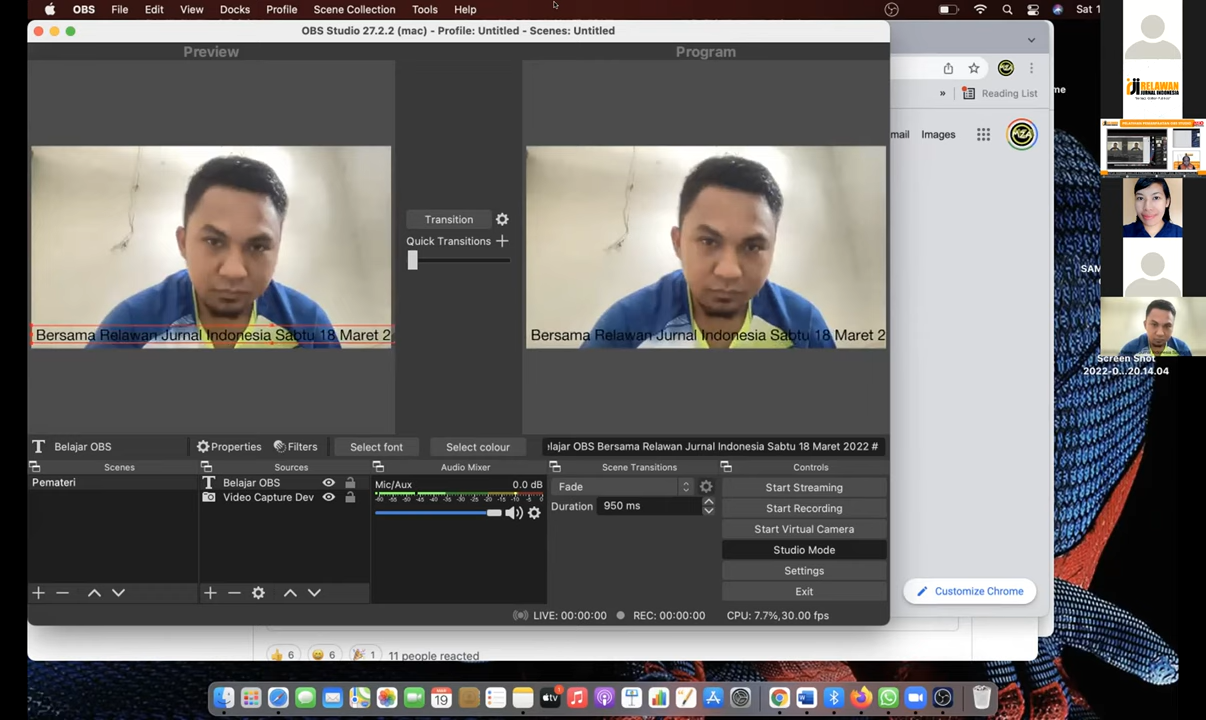 OBS File Edit View Docks Profile Scene Collection Tools Help Sat 1
OBS Studio 27.2.2 (mac) - Profile: Untitled - Scenes: Untitled
Preview
Program
Reading List
me
mail Images
RELAWAN
JURNAL INDONESIA
Transition
Quick Transitions
Bersama Relawan Jurnal Indonesia Sabtu 18 Maret 2
Bersama Relawan Jurnal Indonesia Sabtu 18 Maret 2
SAM
Screen Shot
2022-0...20.14.04
Belajar OBS
Properties
Filters
Select font
Select colour
lajar OBS Bersama Relawan Jurnal Indonesia Sabtu 18 Maret 2022 #
Scenes
Sources
Audio Mixer
Scene Transitions
Controls
Pemateri
Belajar OBS
Video Capture Dev
Mic/Aux 0.0 dB
Fade
Duration 950 ms
Start Streaming
Start Recording
Start Virtual Camera
Studio Mode
Settings
Exit
LIVE: 00:00:00
REC: 00:00:00
CPU: 7.7%,30.00 fps
Customize Chrome
6 6 1 11 people reacted
19
tv